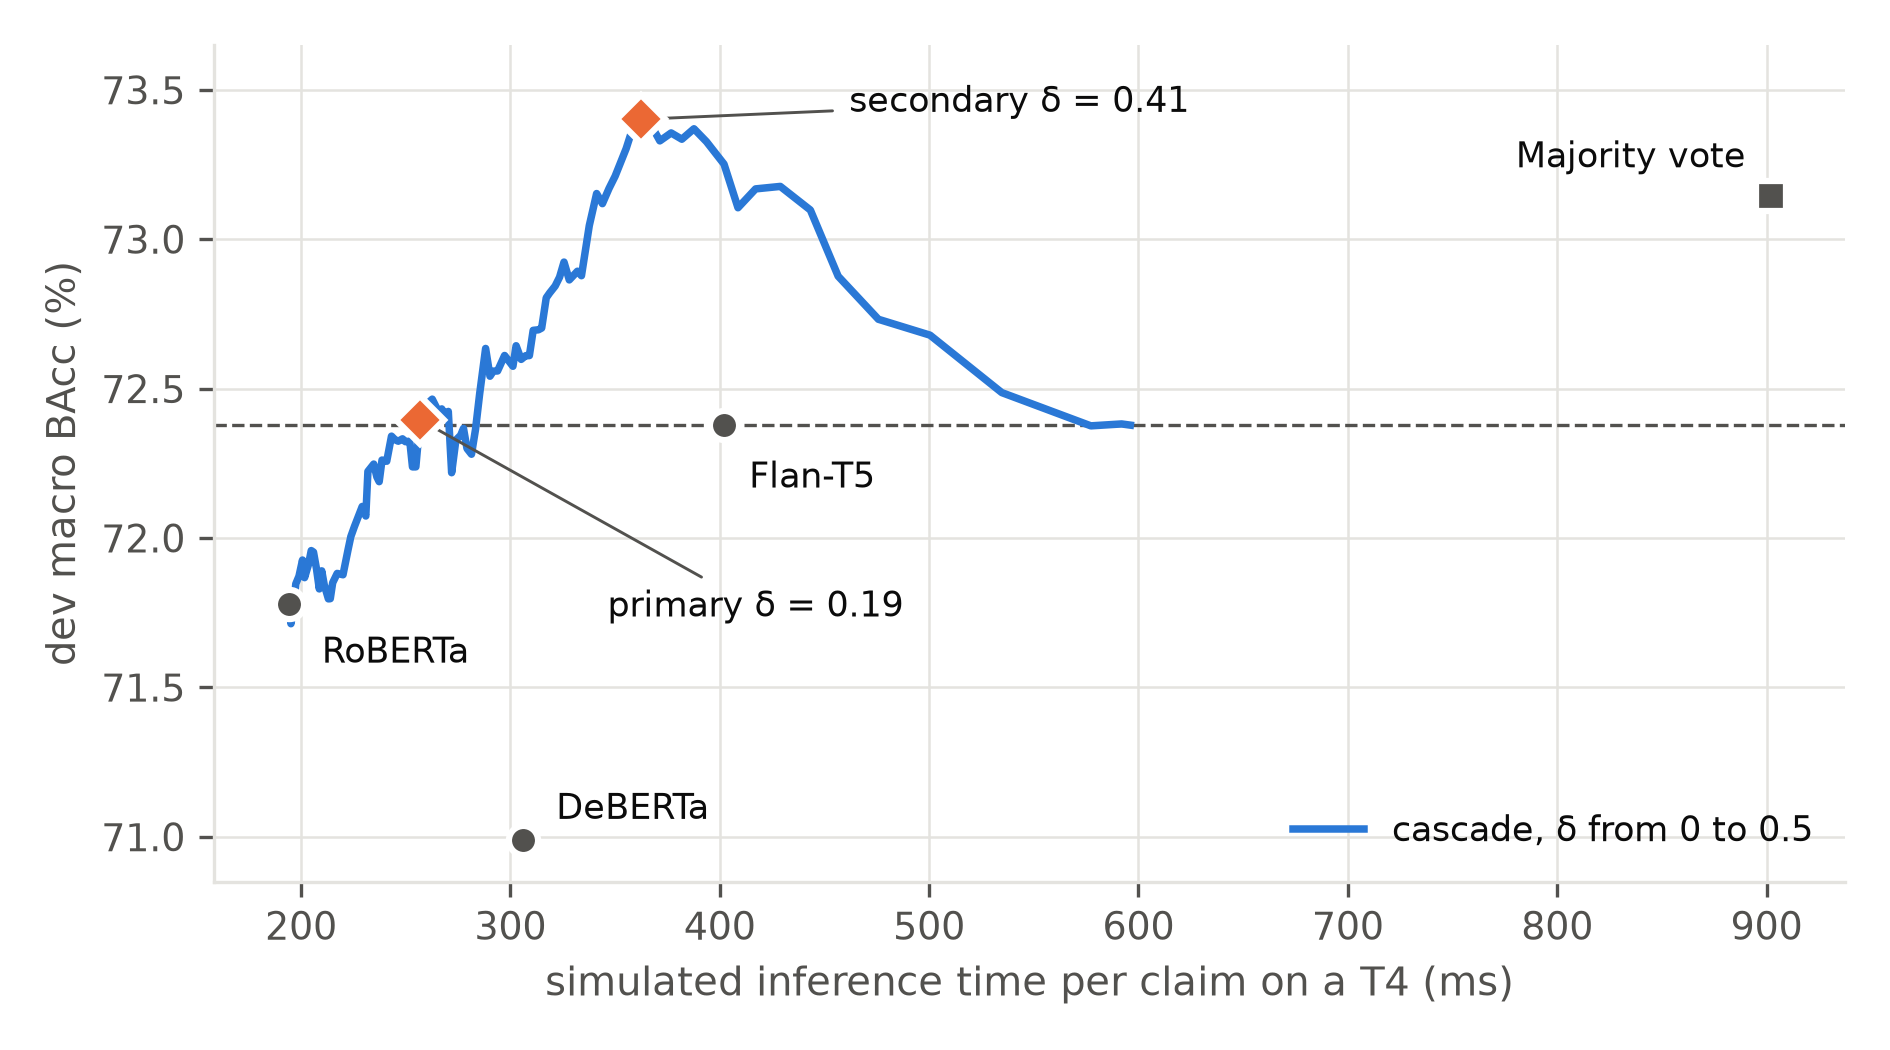 73.5
73.0
72.5
72.0
71.5
71.0
dev macro BAcc (%)
secondary δ = 0.41
Majority vote
Flan-T5
primary δ = 0.19
RoBERTa
DeBERTa
cascade, δ from 0 to 0.5
200 300 400 500 600 700 800 900
simulated inference time per claim on a T4 (ms)